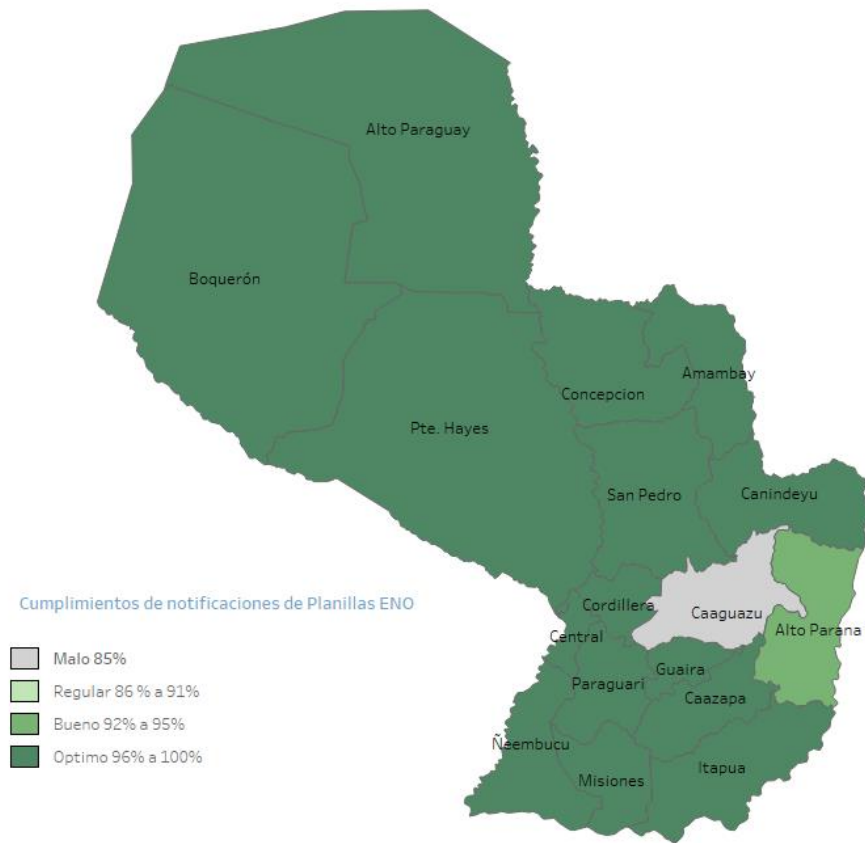 Alto Paraguay
Boquerón
Amambay
Concepcion
Pte. Hayes
San Pedro
Canindeyu
Cumplimientos de notificaciones de Planillas ENO
Cordillera
Caaguazu
Central
Alto Parana
Malo 85%
Guaira
Regular 86 % a 91%
Paraguari
Caazapa
Bueno 92% a 95%
Ñeembucu
Optimo 96% a 100%
Itapua
Misiones